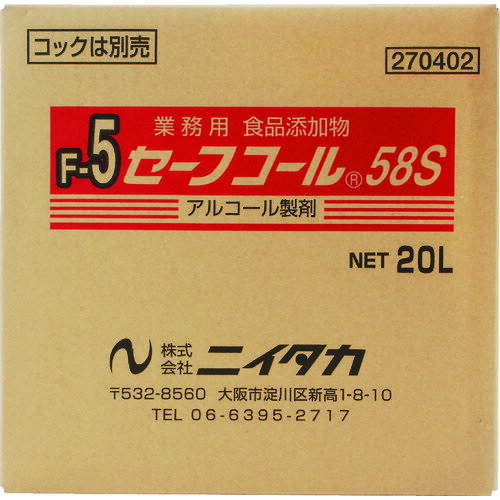 コックは別売
270402
業務用 食品添加物
F-5 セーフコール® 58S
アルコール製剤
NET 20L
株式会社 ニイタカ
〒532-8560 大阪市淀川区新高1-8-10
TEL 06-6395-2717